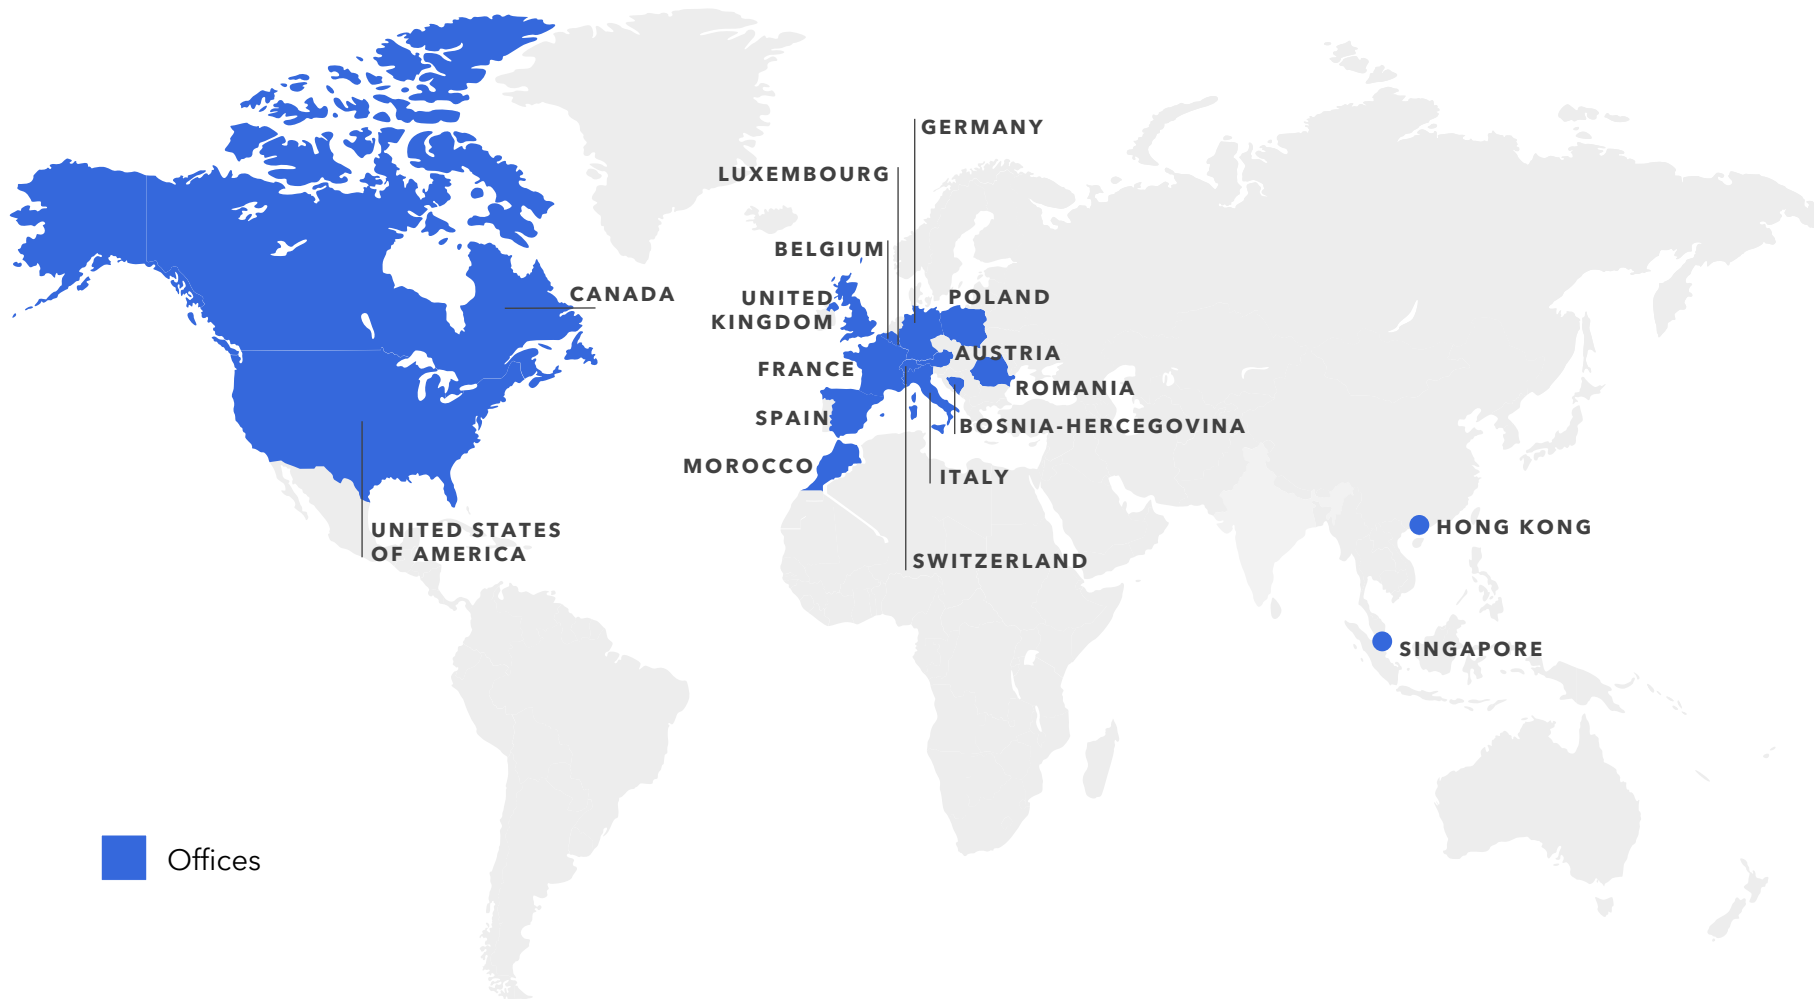 GERMANY
LUXEMBOURG
BELGIUM
CANADA
UNITED
KINGDOM
POLAND
AUSTRIA
FRANCE
ROMANIA
SPAIN
BOSNIA-HERCEGOVINA
MOROCCO
ITALY
UNITED STATES
OF AMERICA
HONG KONG
SWITZERLAND
SINGAPORE
Offices